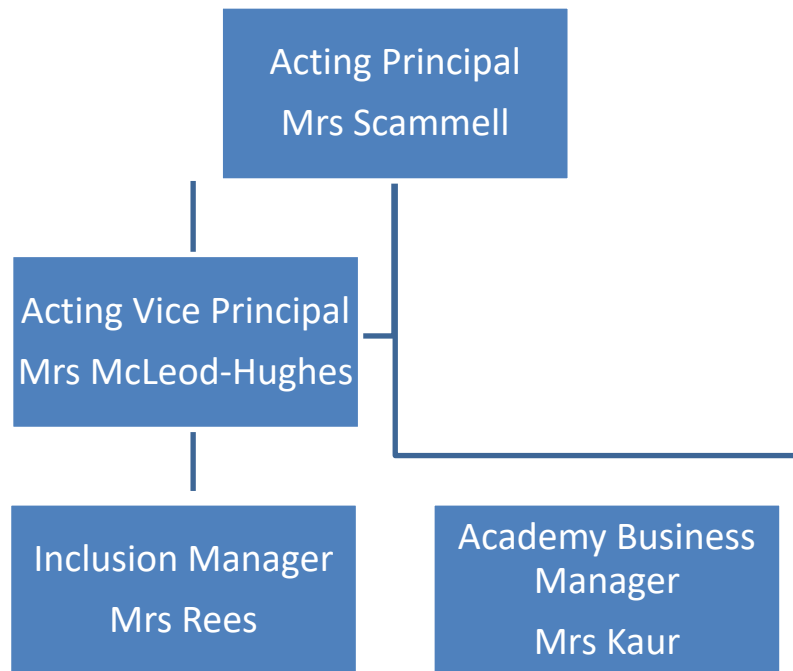 Acting Principal
Mrs Scammell
Acting Vice Principal
Mrs McLeod-Hughes
Inclusion Manager
Mrs Rees
Academy Business
Manager
Mrs Kaur